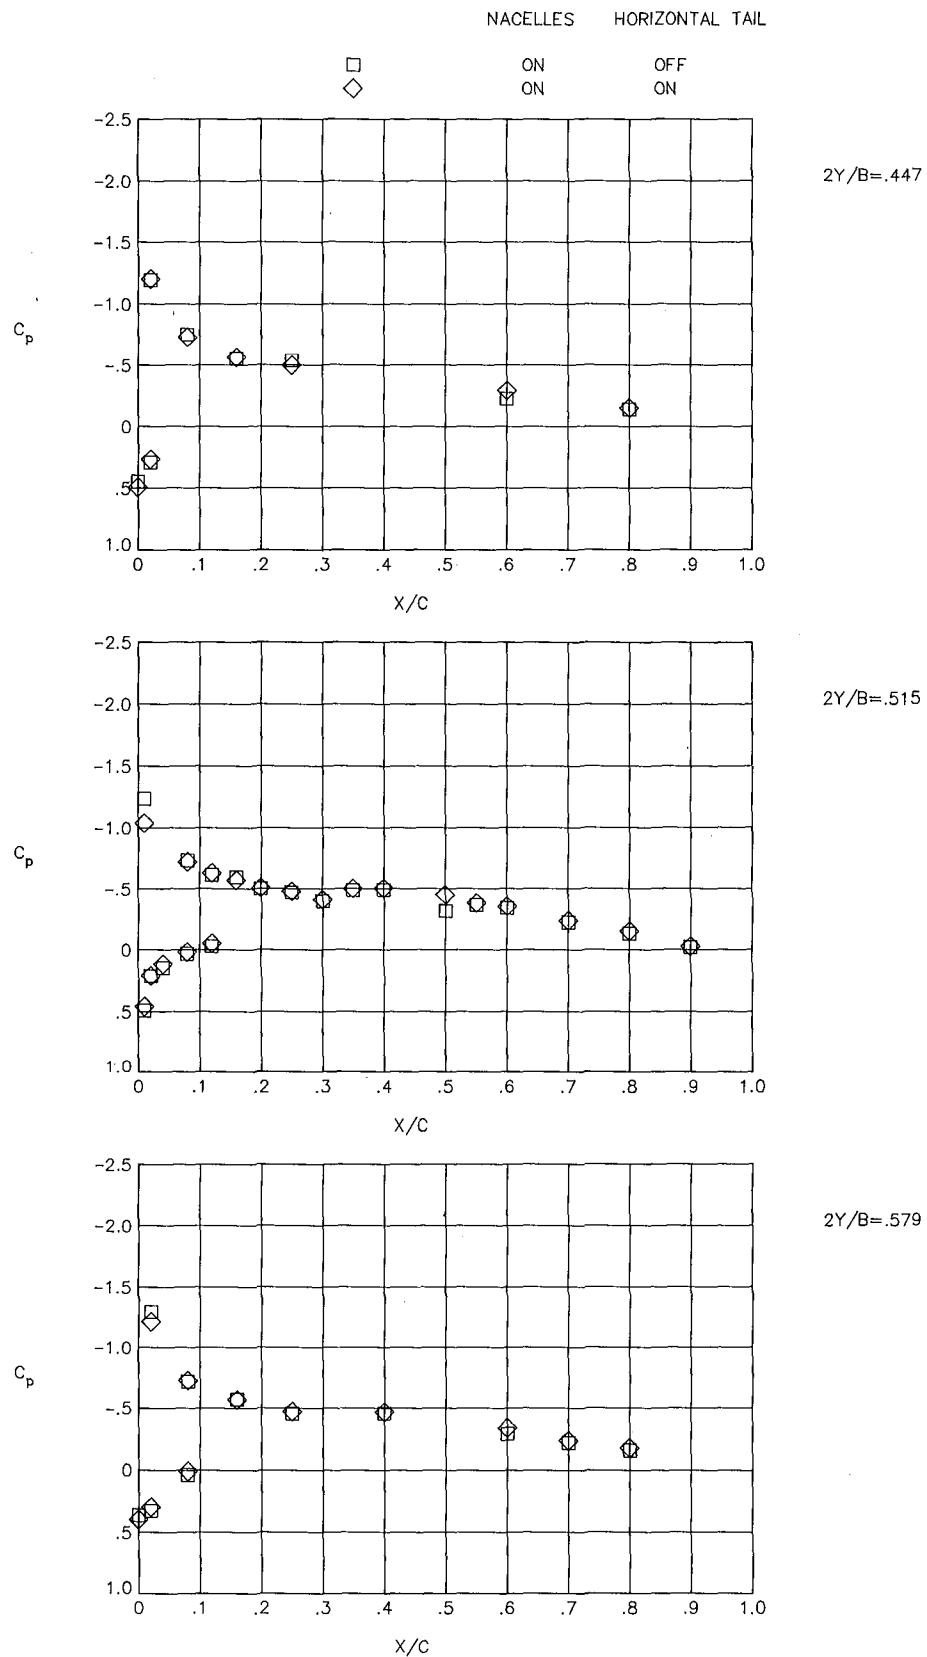 NACELLES HORIZONTAL TAIL
ON OFF
ON ON
-2.5
2Y/B=.447
-2.0
-1.5
-1.0
Cp
-.5
0
.5
1.0
0 .1 .2 .3 .4 .5 .6 .7 .8 .9 1.0
X/C
-2.5
2Y/B=.515
-2.0
-1.5
-1.0
Cp
-.5
0
.5
1.0
0 .1 .2 .3 .4 .5 .6 .7 .8 .9 1.0
X/C
-2.5
2Y/B=.579
-2.0
-1.5
-1.0
Cp
-.5
0
.5
1.0
0 .1 .2 .3 .4 .5 .6 .7 .8 .9 1.0
X/C